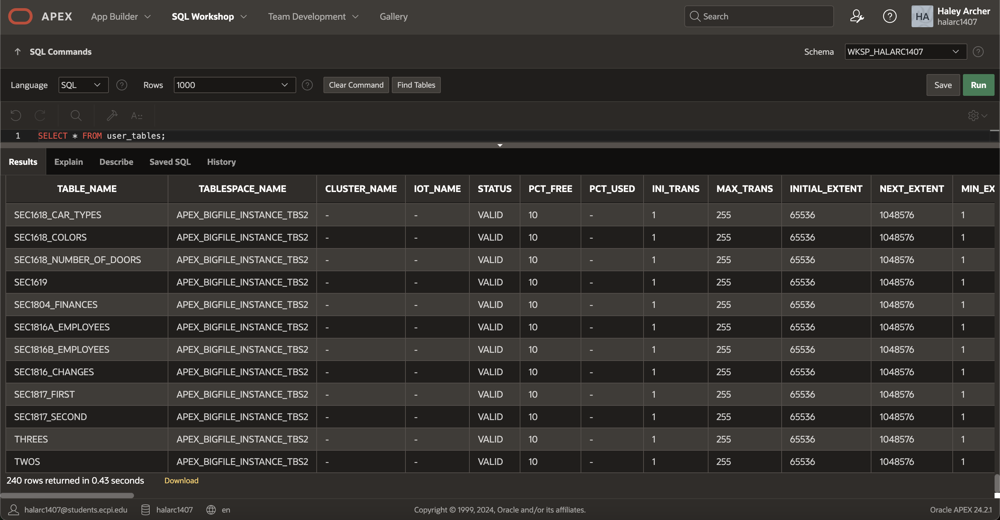 APEX App Builder SQL Workshop Team Development Gallery Search Haley Archer
HA halarc1407
SQL Commands Schema WKSP_HALARC1407
Language SQL Rows 1000 Clear Command Find Tables Save Run
1 SELECT * FROM user_tables;
Results Explain Describe Saved SQL History
TABLE_NAME TABLESPACE_NAME CLUSTER_NAME IOT_NAME STATUS PCT_FREE PCT_USED INI_TRANS MAX_TRANS INITIAL_EXTENT NEXT_EXTENT MIN_EX
SEC1618_CAR_TYPES APEX_BIGFILE_INSTANCE_TBS2 - - VALID 10 - 1 255 65536 1048576 1
SEC1618_COLORS APEX_BIGFILE_INSTANCE_TBS2 - - VALID 10 - 1 255 65536 1048576 1
SEC1618_NUMBER_OF_DOORS APEX_BIGFILE_INSTANCE_TBS2 - - VALID 10 - 1 255 65536 1048576 1
SEC1619 APEX_BIGFILE_INSTANCE_TBS2 - - VALID 10 - 1 255 65536 1048576 1
SEC1804_FINANCES APEX_BIGFILE_INSTANCE_TBS2 - - VALID 10 - 1 255 65536 1048576 1
SEC1816A_EMPLOYEES APEX_BIGFILE_INSTANCE_TBS2 - - VALID 10 - 1 255 65536 1048576 1
SEC1816B_EMPLOYEES APEX_BIGFILE_INSTANCE_TBS2 - - VALID 10 - 1 255 65536 1048576 1
SEC1816_CHANGES APEX_BIGFILE_INSTANCE_TBS2 - - VALID 10 - 1 255 65536 1048576 1
SEC1817_FIRST APEX_BIGFILE_INSTANCE_TBS2 - - VALID 10 - 1 255 65536 1048576 1
SEC1817_SECOND APEX_BIGFILE_INSTANCE_TBS2 - - VALID 10 - 1 255 65536 1048576 1
THREES APEX_BIGFILE_INSTANCE_TBS2 - - VALID 10 - 1 255 65536 1048576 1
TWOS APEX_BIGFILE_INSTANCE_TBS2 - - VALID 10 - 1 255 65536 1048576 1
240 rows returned in 0.43 seconds Download
halarc1407@students.ecpi.edu halarc1407 en Copyright © 1999, 2024, Oracle and/or its affiliates. Oracle APEX 24.2.1